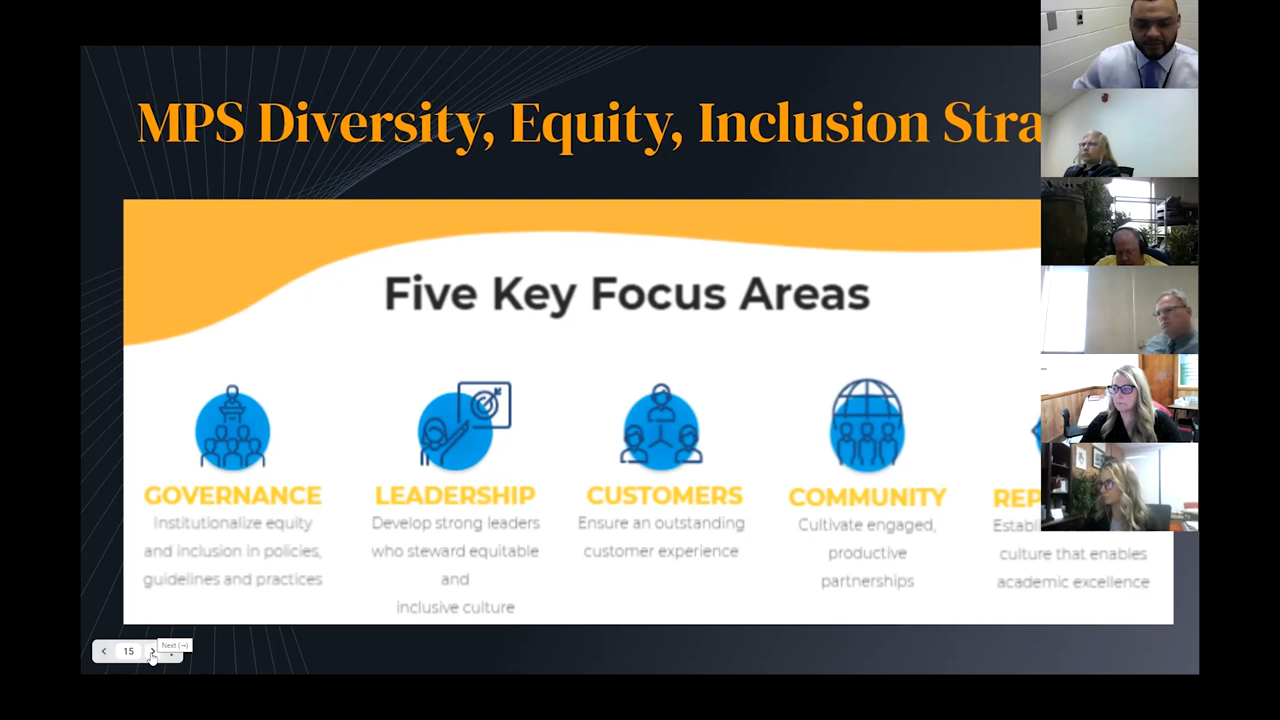 MPS Diversity, Equity, Inclusion Stra
Five Key Focus Areas
GOVERNANCE
Institutionalize equity
and inclusion in policies,
guidelines and practices
LEADERSHIP
Develop strong leaders
who steward equitable
and
inclusive culture
CUSTOMERS
Ensure an outstanding
customer experience
COMMUNITY
Cultivate engaged,
productive
partnerships
REP
Establ
culture that enables
academic excellence
15
Next (→)